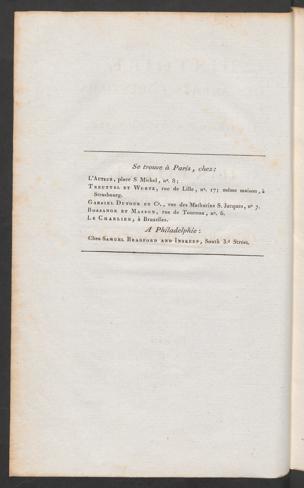 Se trouve à Paris, chez:
L'Auteur, place S. Michel, n°. 8;
Treuttel et Wurtz, rue de Lille, n°. 17; même maison, à
Strasbourg.
Gabriel Dufour et Cᵉ., rue des Mathurins S. Jacques, n° 7.
Bossange et Masson, rue de Tournon, n°. 6.
Le Charlier, à Bruxelles.
A Philadelphie:
Chez Samuel Bradford and Inskeep, South 3.d Street.